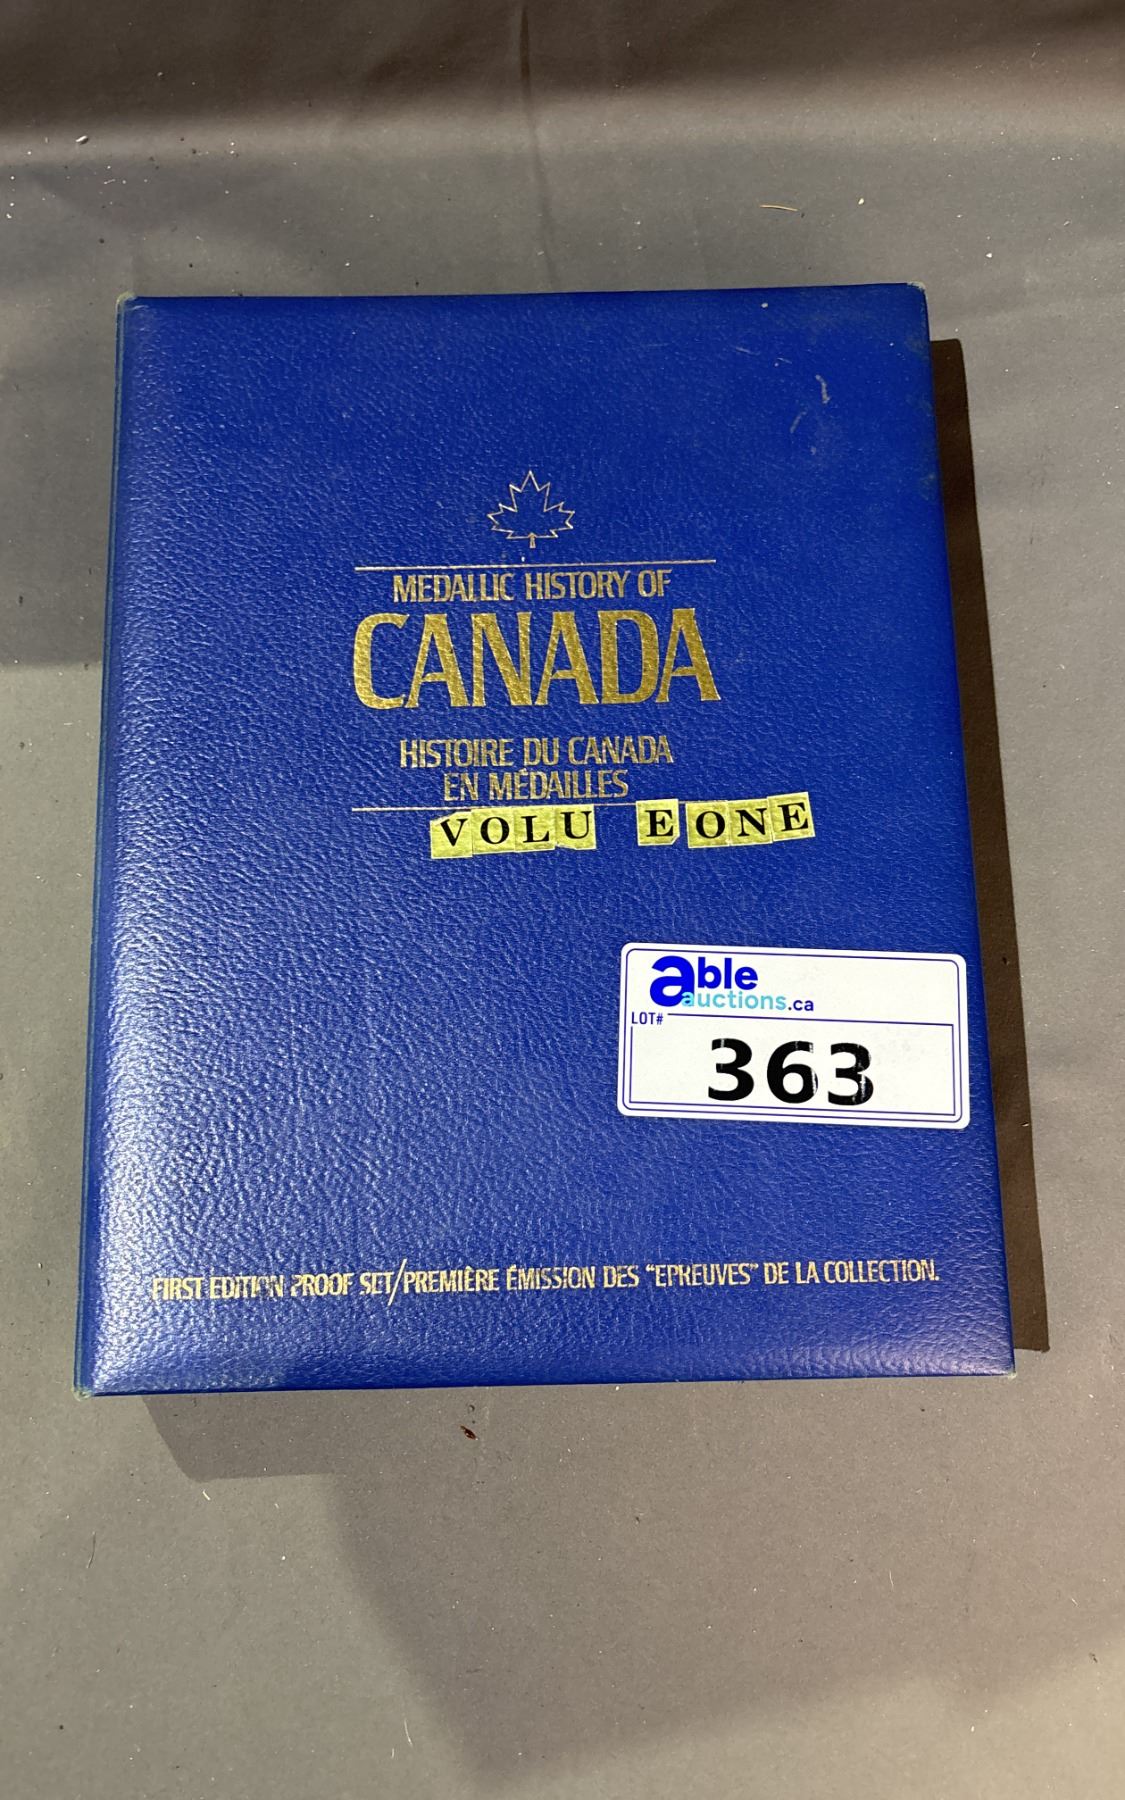 MEDALLIC HISTORY OF
CANADA
HISTOIRE DU CANADA
EN MÉDAILLES
VOLU EONE
able
auctions.ca
LOT#
363
FIRST EDITION PROOF SET/PREMIÈRE ÉMISSION DES "EPREUVES" DE LA COLLECTION.